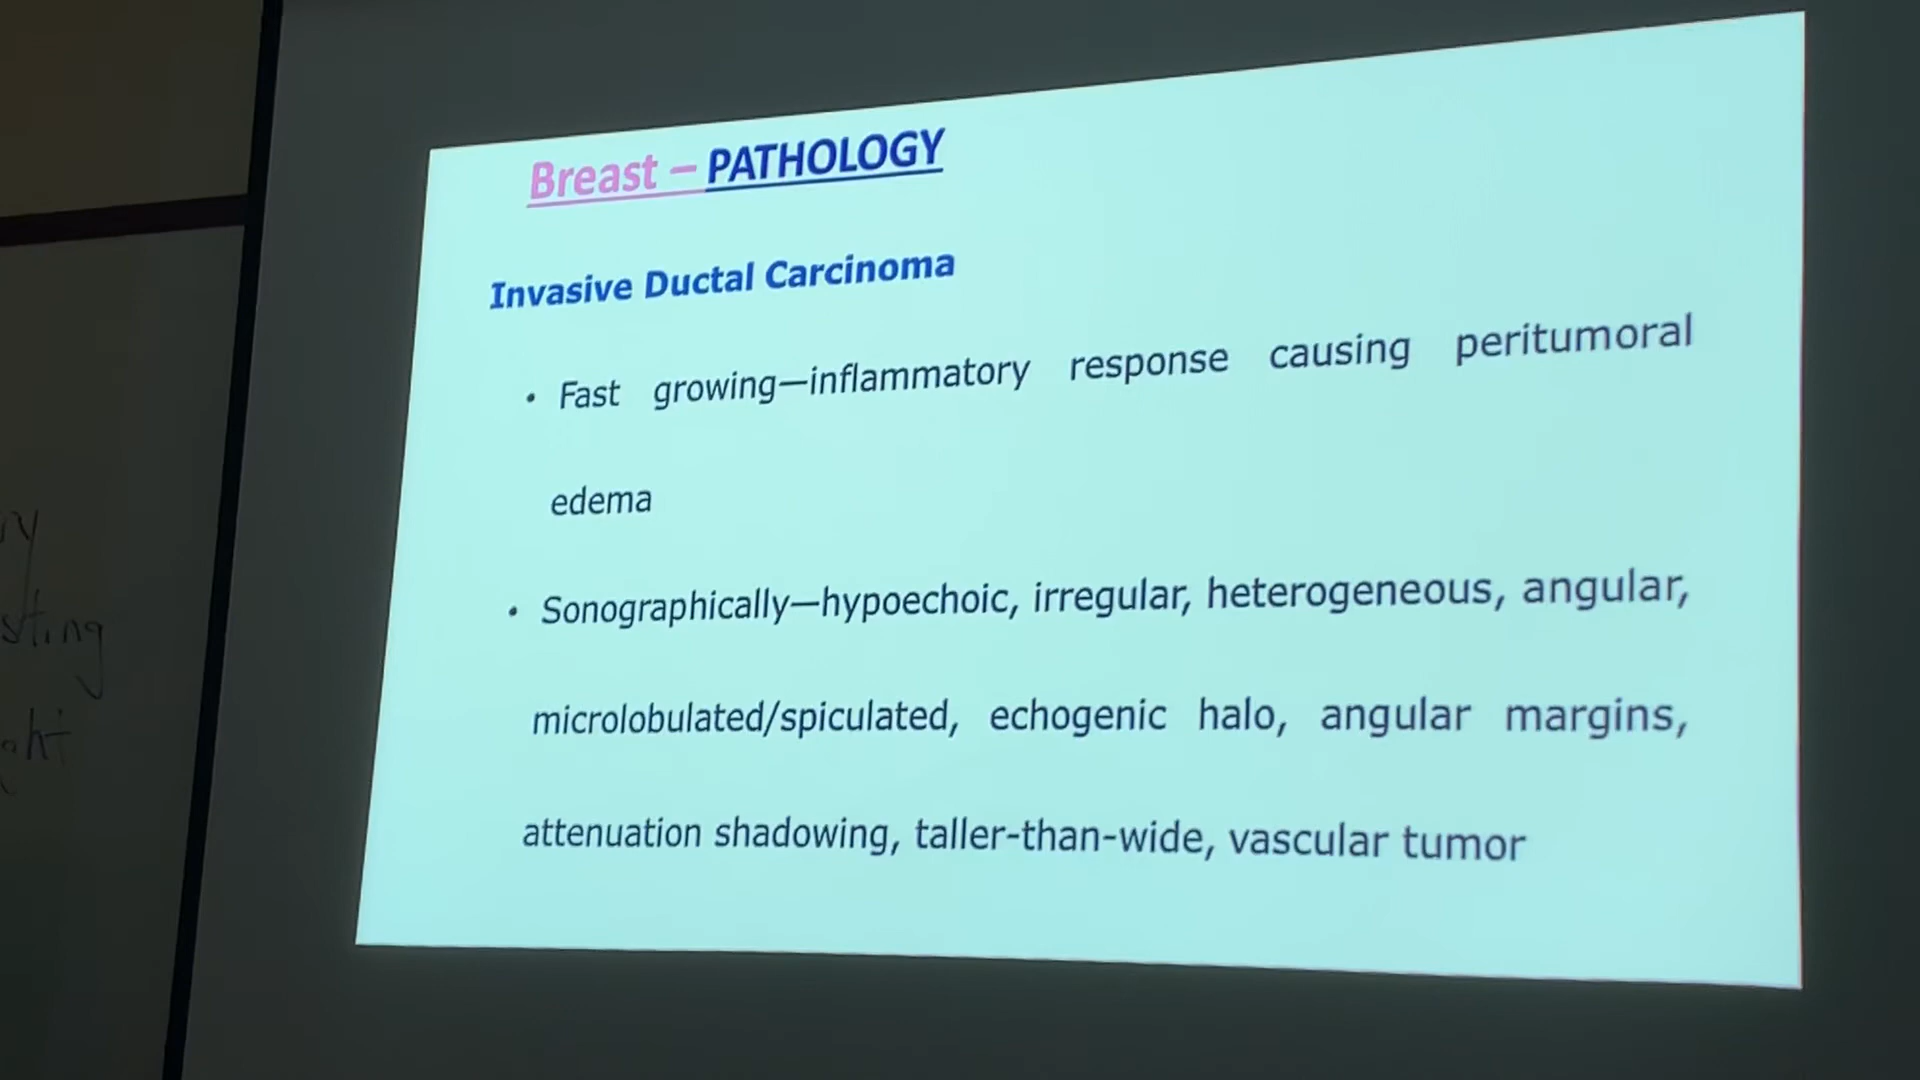 Breast – PATHOLOGY
Invasive Ductal Carcinoma
• Fast growing—inflammatory response causing peritumoral
edema
• Sonographically—hypoechoic, irregular, heterogeneous, angular,
microlobulated/spiculated, echogenic halo, angular margins,
attenuation shadowing, taller-than-wide, vascular tumor